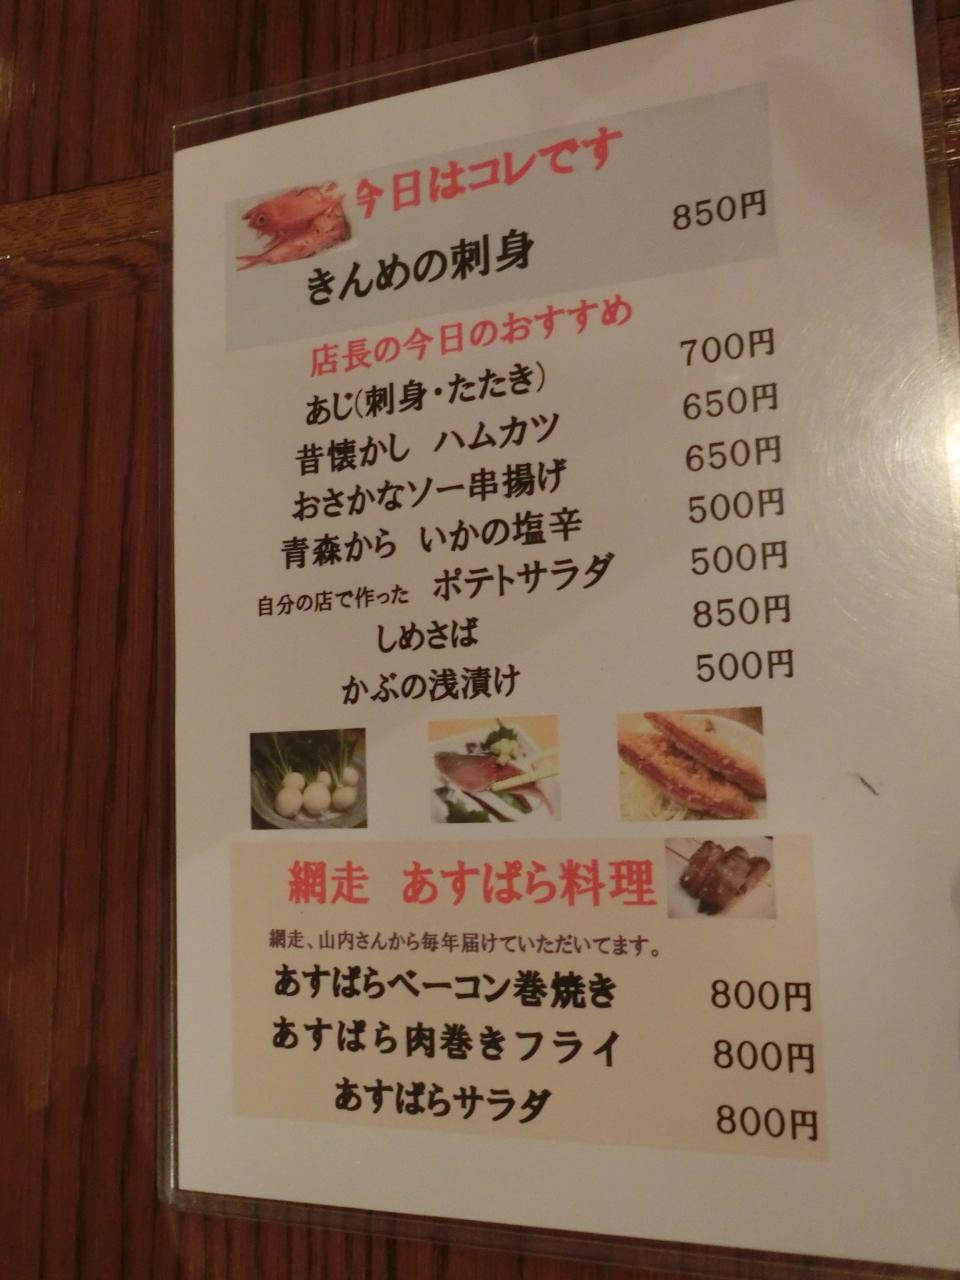 今日はコレです
きんめの刺身 850円
店長の今日のおすすめ
あじ(刺身・たたき) 700円
昔懐かし ハムカツ 650円
おさかなソー串揚げ 650円
青森から いかの塩辛 500円
自分の店で作った ポテトサラダ 500円
しめさば 850円
かぶの浅漬け 500円
網走 あすぱら料理
網走、山内さんから毎年届けていただいてます。
あすぱらベーコン巻焼き 800円
あすぱら肉巻きフライ 800円
あすぱらサラダ 800円